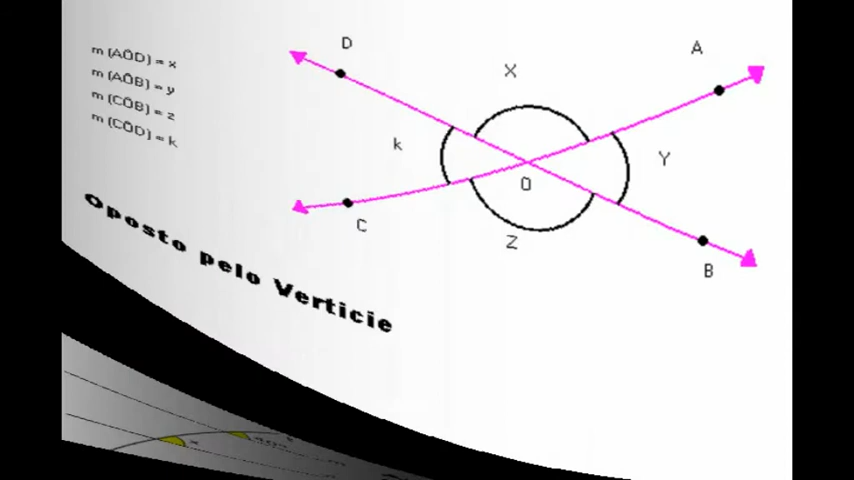 m (AÔD) = x
m (AÔB) = y
m (CÔB) = z
m (CÔD) = k
D
A
X
k
Y
O
C
Z
B
Oposto pelo Verticie
x